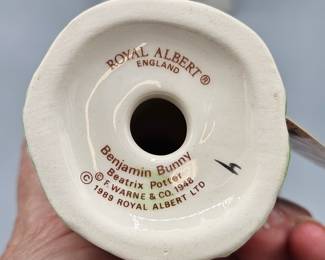 ROYAL ALBERT®
ENGLAND
Benjamin Bunny
Beatrix Potter
© F. WARNE & CO. 1948
© 1989 ROYAL ALBERT LTD